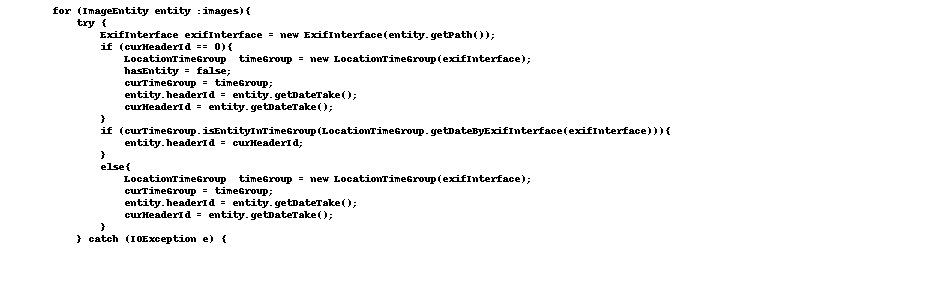 for (ImageEntity entity :images){
try {
ExifInterface exifInterface = new ExifInterface(entity.getPath());
if (curHeaderId == 0){
LocationTimeGroup  timeGroup = new LocationTimeGroup(exifInterface);
hasEntity = false;
curTimeGroup = timeGroup;
entity.headerId = entity.getDateTake();
curHeaderId = entity.getDateTake();
}
if (curTimeGroup.isEntityInTimeGroup(LocationTimeGroup.getDateByExifInterface(exifInterface))){
entity.headerId = curHeaderId;
}
else{
LocationTimeGroup  timeGroup = new LocationTimeGroup(exifInterface);
curTimeGroup = timeGroup;
entity.headerId = entity.getDateTake();
curHeaderId = entity.getDateTake();
}
} catch (IOException e) {